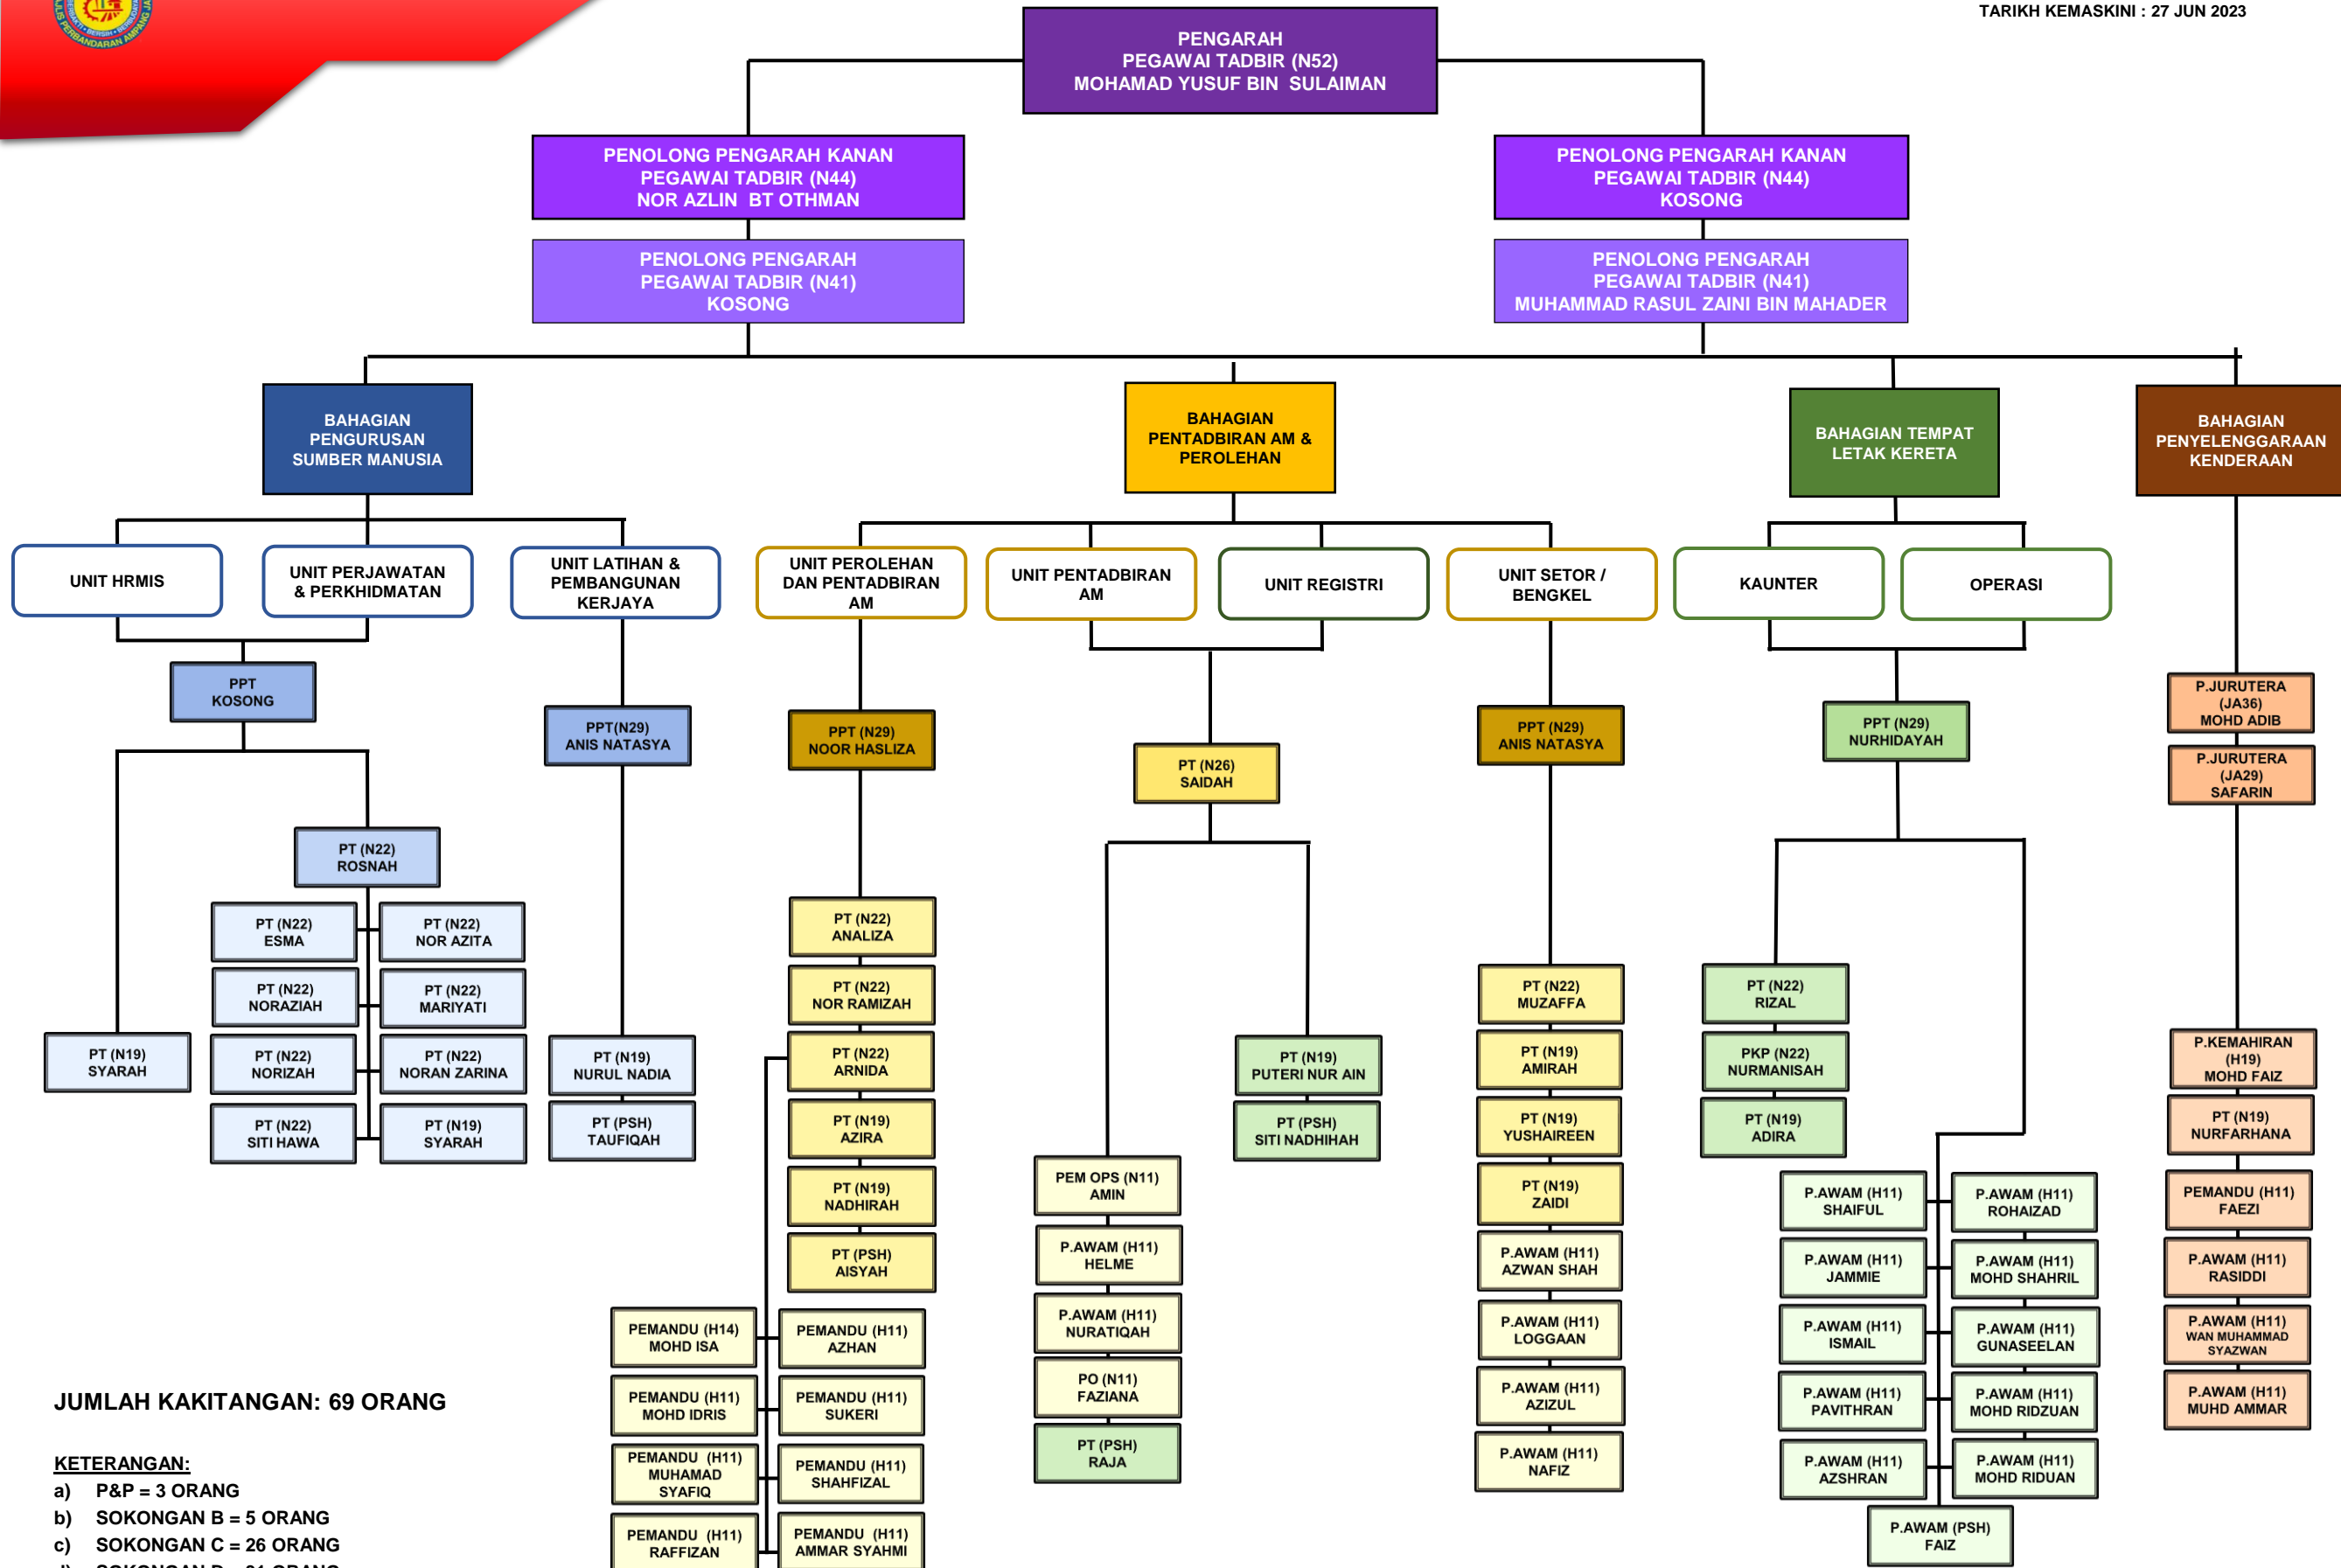 MAJLIS PERBANDARAN AMPANG JAYA
BERSIH
TARIKH KEMASKINI : 27 JUN 2023
PENGARAH
PEGAWAI TADBIR (N52)
MOHAMAD YUSUF BIN SULAIMAN
PENOLONG PENGARAH KANAN
PEGAWAI TADBIR (N44)
NOR AZLIN BT OTHMAN
PENOLONG PENGARAH KANAN
PEGAWAI TADBIR (N44)
KOSONG
PENOLONG PENGARAH
PEGAWAI TADBIR (N41)
KOSONG
PENOLONG PENGARAH
PEGAWAI TADBIR (N41)
MUHAMMAD RASUL ZAINI BIN MAHADER
BAHAGIAN
PENGURUSAN
SUMBER MANUSIA
BAHAGIAN
PENTADBIRAN AM &
PEROLEHAN
BAHAGIAN TEMPAT
LETAK KERETA
BAHAGIAN
PENYELENGGARAAN
KENDERAAN
UNIT HRMIS
UNIT PERJAWATAN
& PERKHIDMATAN
UNIT LATIHAN &
PEMBANGUNAN
KERJAYA
UNIT PEROLEHAN
DAN PENTADBIRAN
AM
UNIT PENTADBIRAN
AM
UNIT REGISTRI
UNIT SETOR /
BENGKEL
KAUNTER
OPERASI
PPT
KOSONG
PPT(N29)
ANIS NATASYA
PPT (N29)
NOOR HASLIZA
PT (N26)
SAIDAH
PPT (N29)
ANIS NATASYA
PPT (N29)
NURHIDAYAH
P.JURUTERA
(JA36)
MOHD ADIB
P.JURUTERA
(JA29)
SAFARIN
PT (N22)
ROSNAH
PT (N22)
ESMA
PT (N22)
NOR AZITA
PT (N22)
NORAZIAH
PT (N22)
MARIYATI
PT (N22)
NORIZAH
PT (N22)
NORAN ZARINA
PT (N22)
SITI HAWA
PT (N19)
SYARAH
PT (N19)
SYARAH
PT (N19)
NURUL NADIA
PT (PSH)
TAUFIQAH
PT (N22)
ANALIZA
PT (N22)
NOR RAMIZAH
PT (N22)
ARNIDA
PT (N19)
AZIRA
PT (N19)
NADHIRAH
PT (PSH)
AISYAH
PEMANDU (H14)
MOHD ISA
PEMANDU (H11)
AZHAN
PEMANDU (H11)
MOHD IDRIS
PEMANDU (H11)
SUKERI
PEMANDU (H11)
MUHAMAD
SYAFIQ
PEMANDU (H11)
SHAHFIZAL
PEMANDU (H11)
RAFFIZAN
PEMANDU (H11)
AMMAR SYAHMI
PT (N19)
PUTERI NUR AIN
PT (PSH)
SITI NADHIHAH
PEM OPS (N11)
AMIN
P.AWAM (H11)
HELME
P.AWAM (H11)
NURATIQAH
PO (N11)
FAZIANA
PT (PSH)
RAJA
PT (N22)
MUZAFFA
PT (N19)
AMIRAH
PT (N19)
YUSHAIREEN
PT (N19)
ZAIDI
P.AWAM (H11)
AZWAN SHAH
P.AWAM (H11)
LOGGAAN
P.AWAM (H11)
AZIZUL
P.AWAM (H11)
NAFIZ
PT (N22)
RIZAL
PKP (N22)
NURMANISAH
PT (N19)
ADIRA
P.AWAM (H11)
SHAIFUL
P.AWAM (H11)
ROHAIZAD
P.AWAM (H11)
JAMMIE
P.AWAM (H11)
MOHD SHAHRIL
P.AWAM (H11)
ISMAIL
P.AWAM (H11)
GUNASEELAN
P.AWAM (H11)
PAVITHRAN
P.AWAM (H11)
MOHD RIDZUAN
P.AWAM (H11)
AZSHRAN
P.AWAM (H11)
MOHD RIDUAN
P.AWAM (PSH)
FAIZ
P.KEMAHIRAN
(H19)
MOHD FAIZ
PT (N19)
NURFARHANA
PEMANDU (H11)
FAEZI
P.AWAM (H11)
RASIDDI
P.AWAM (H11)
WAN MUHAMMAD
SYAZWAN
P.AWAM (H11)
MUHD AMMAR
JUMLAH KAKITANGAN: 69 ORANG
KETERANGAN:
a) P&P = 3 ORANG
b) SOKONGAN B = 5 ORANG
c) SOKONGAN C = 26 ORANG